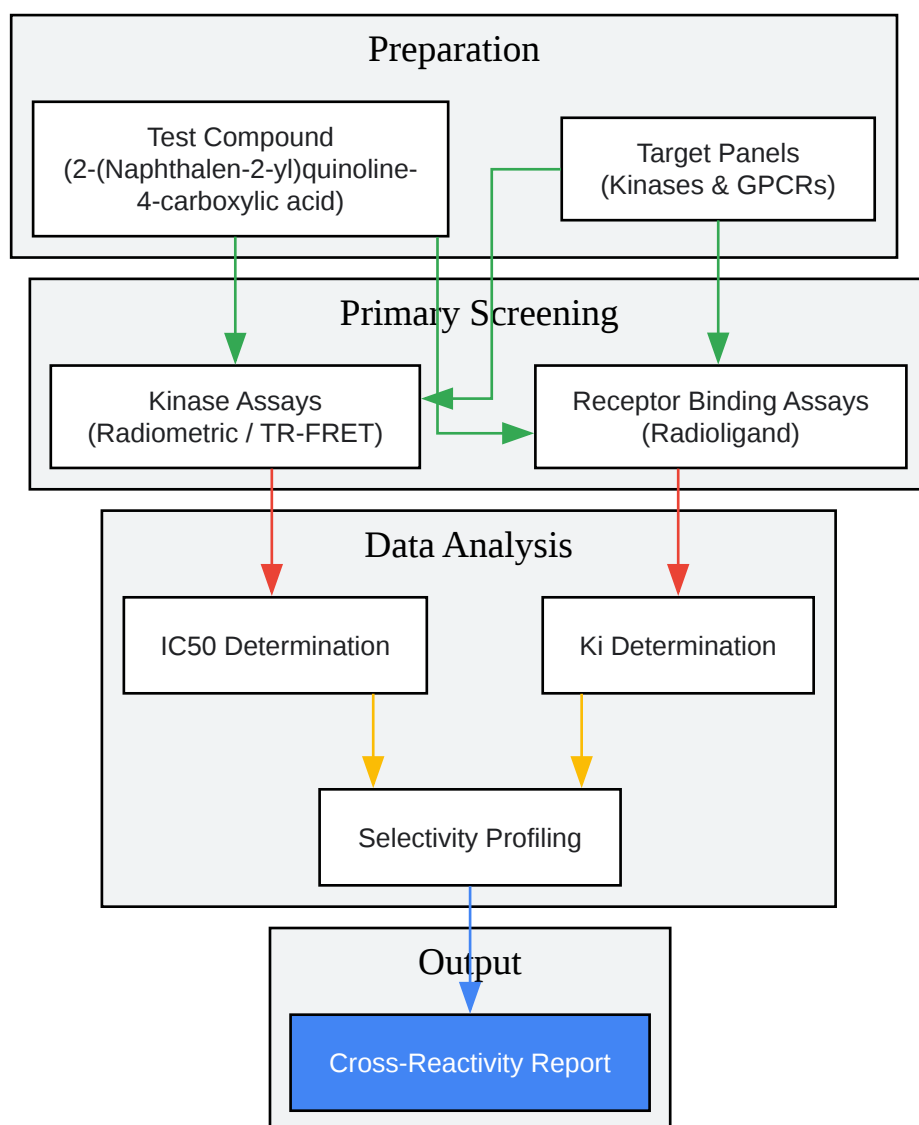 Preparation
Test Compound
(2-(Naphthalen-2-yl)quinoline-
4-carboxylic acid)
Target Panels
(Kinases & GPCRs)
Primary Screening
Kinase Assays
(Radiometric / TR-FRET)
Receptor Binding Assays
(Radioligand)
Data Analysis
IC50 Determination
Ki Determination
Selectivity Profiling
Output
Cross-Reactivity Report